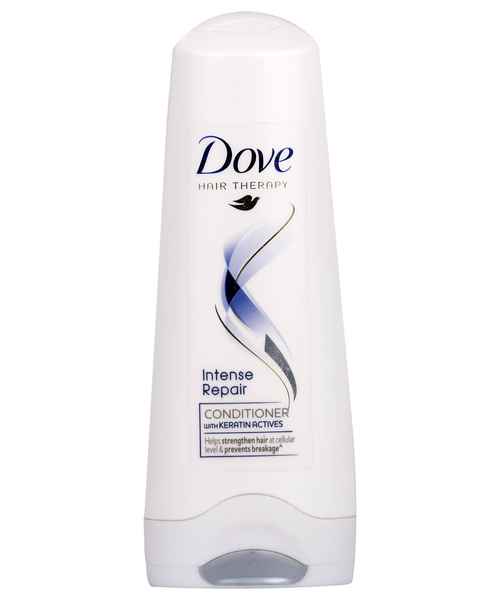 Dove
HAIR THERAPY
Intense
Repair
CONDITIONER
WITH KERATIN ACTIVES
Helps strengthen hair at cellular
level & prevents breakage^